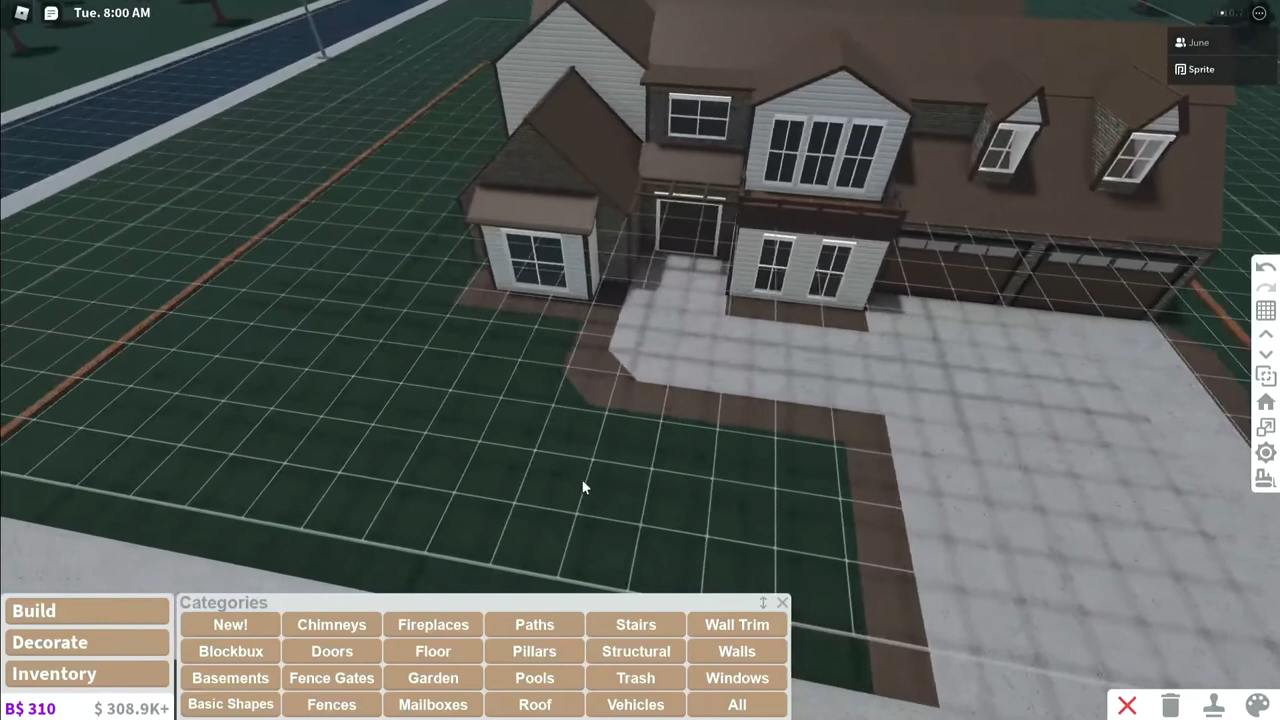 Tue. 8:00 AM
June
Sprite
Build
Decorate
Inventory
B$ 310
$ 308.9K+
Categories
New! Chimneys Fireplaces Paths Stairs Wall Trim
Blockbux Doors Floor Pillars Structural Walls
Basements Fence Gates Garden Pools Trash Windows
Basic Shapes Fences Mailboxes Roof Vehicles All